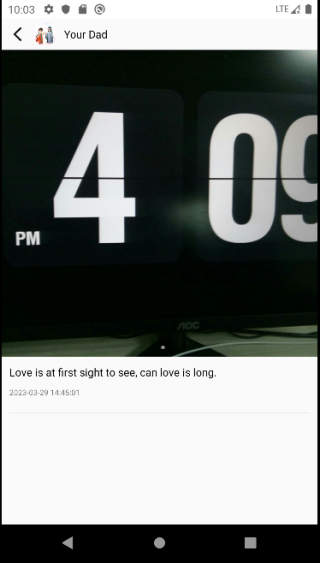 10:03
LTE
Your Dad
4
09
PM
AOC
Love is at first sight to see, can love is long.
2023-03-29 14:45:01